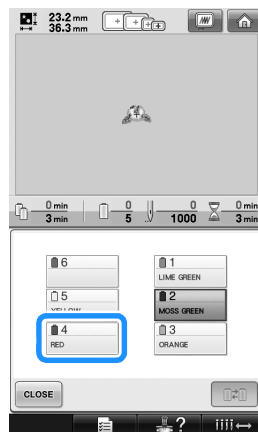 23.2 mm
36.3 mm
0 min
3 min
0
5
0
1000
0 min
3 min
6
1
LIME GREEN
5
YELLOW
2
MOSS GREEN
4
RED
3
ORANGE
CLOSE
?